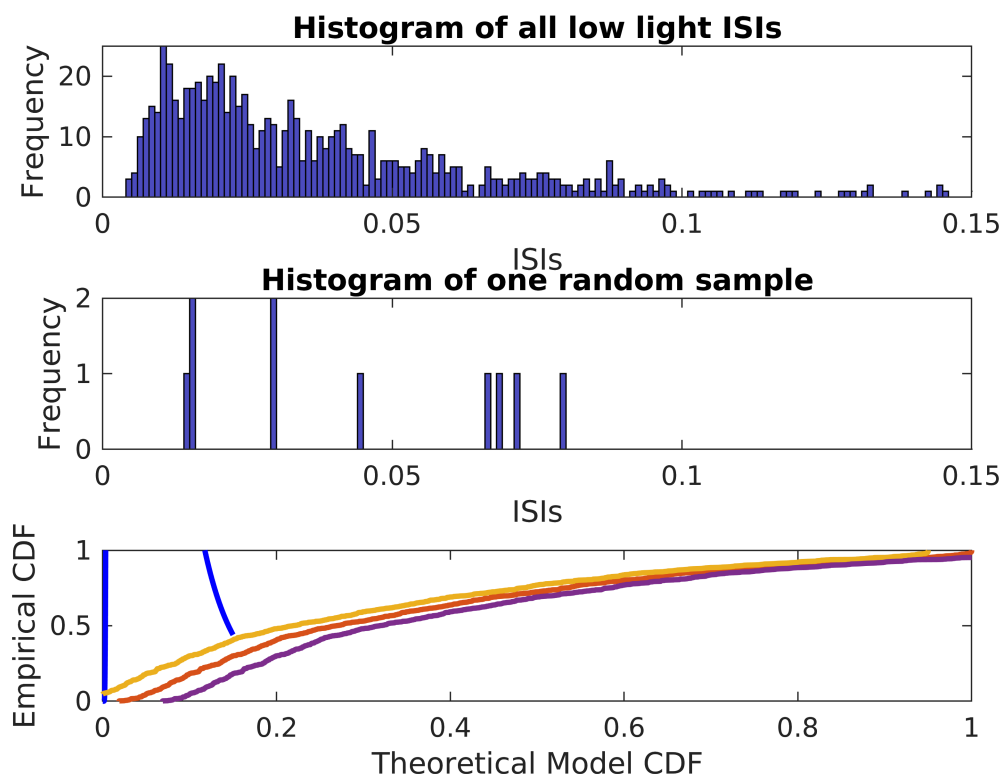 Histogram of all low light ISIs
Frequency
20
10
0
0 0.05 0.1 0.15
ISIs
Histogram of one random sample
Frequency
2
1
0
0 0.05 0.1 0.15
ISIs
Empirical CDF
1
0.5
0
0 0.2 0.4 0.6 0.8 1
Theoretical Model CDF